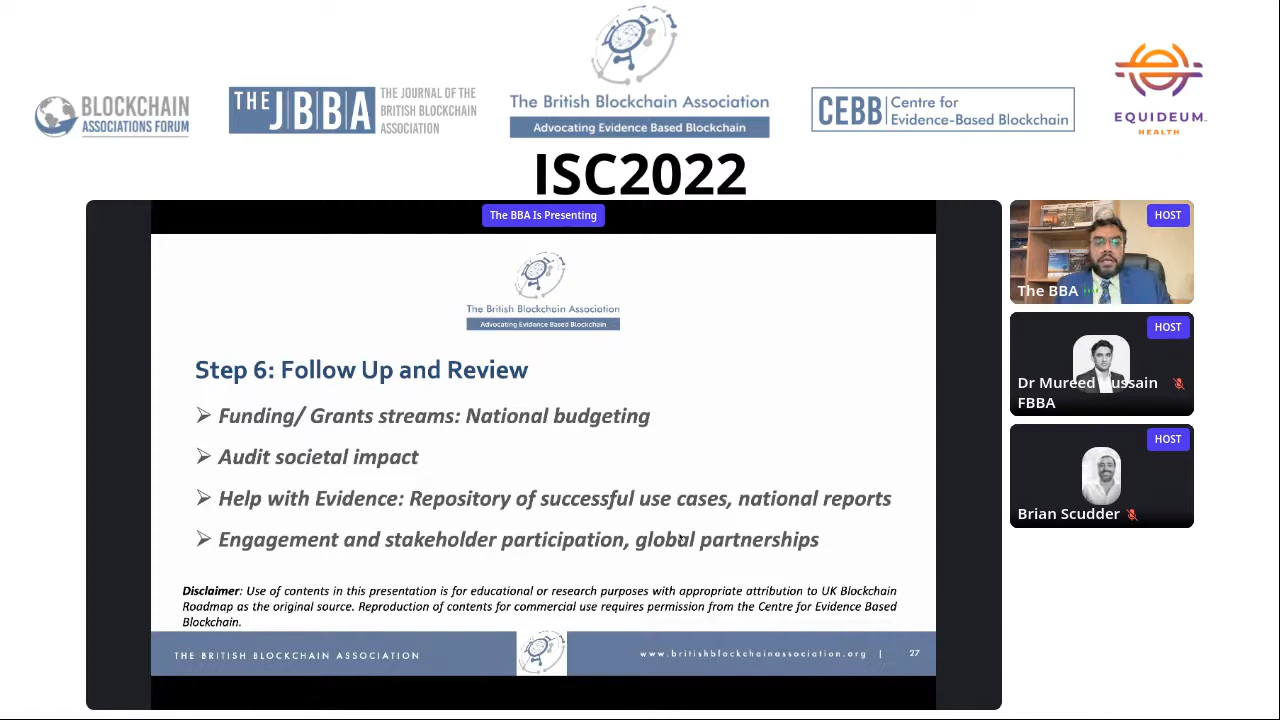 BLOCKCHAIN
ASSOCIATIONS FORUM
THE JBBA
THE JOURNAL OF THE
BRITISH BLOCKCHAIN
ASSOCIATION
The British Blockchain Association
Advocating Evidence Based Blockchain
CEBB
Centre for
Evidence-Based Blockchain
EQUIDEUM
HEALTH
ISC2022
The BBA Is Presenting
The British Blockchain Association
Advocating Evidence Based Blockchain
Step 6: Follow Up and Review
➢ Funding/ Grants streams: National budgeting
➢ Audit societal impact
➢ Help with Evidence: Repository of successful use cases, national reports
➢ Engagement and stakeholder participation, global partnerships
Disclaimer: Use of contents in this presentation is for educational or research purposes with appropriate attribution to UK Blockchain
Roadmap as the original source. Reproduction of contents for commercial use requires permission from the Centre for Evidence Based
Blockchain.
THE BRITISH BLOCKCHAIN ASSOCIATION
www.britishblockchainassociation.org | 27
HOST
The BBA
HOST
Dr Mureed Hussain
FBBA
HOST
Brian Scudder